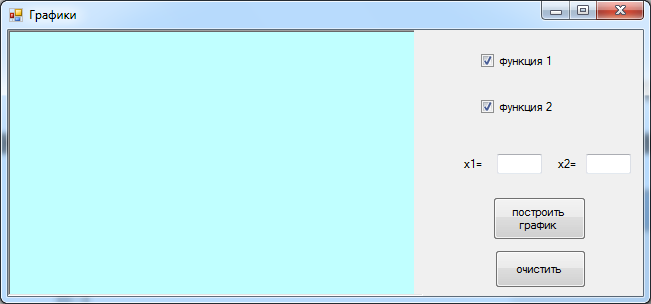 Графики
функция 1
функция 2
x1=
x2=
построить
график
очистить